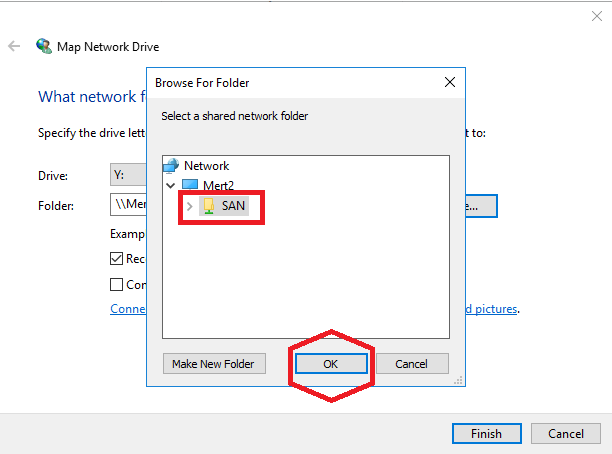 Map Network Drive
Browse For Folder
What network f
Select a shared network folder
Specify the drive lett
t to:
Network
Drive:
Y:
Mert2
Folder:
\\Mer
SAN
e...
Examp
Rec
Con
Conne
d pictures.
Make New Folder
OK
Cancel
Finish
Cancel